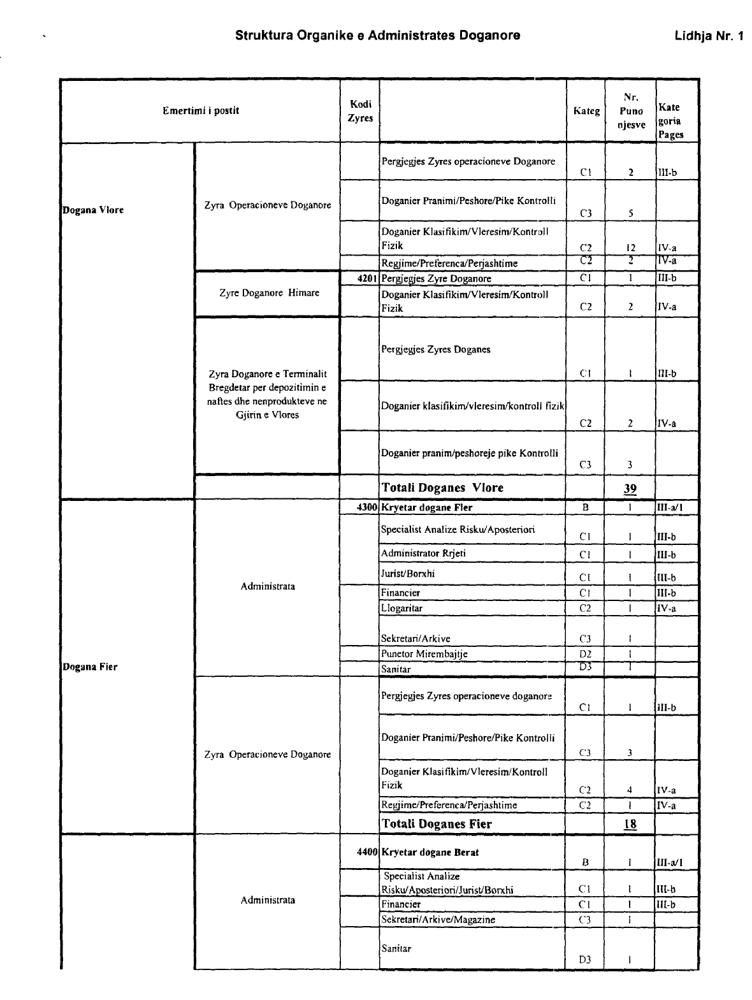 Struktura Organike e Administrates Doganore Lidhja Nr. 1
Emertimi i postit Kodi Zyres Kateg Nr. Puno njesve Kate goria Pages
Dogana Vlore
Zyra Operacioneve Doganore
Pergjegjes Zyres operacioneve Doganore C1 2 III-b
Doganier Pranimi/Peshore/Pike Kontrolli C3 5
Doganier Klasifikim/Vleresim/Kontroll
Fizik C2 12 IV-a
Regjime/Preferenca/Perjashtime C2 2 IV-a
Zyre Doganore Himare
4201 Pergjegjes Zyre Doganore C1 1 III-b
Doganier Klasifikim/Vleresim/Kontroll
Fizik C2 2 IV-a
Zyra Doganore e Terminalit
Bregdetar per depozitimin e
naftes dhe nenprodukteve ne
Gjirin e Vlores
Pergjegjes Zyres Doganes C1 1 III-b
Doganier klasifikim/vleresim/kontroll fizik C2 2 IV-a
Doganier pranim/peshoreje pike Kontrolli C3 3
Totali Doganes Vlore 39
Dogana Fier
Administrata
4300 Kryetar dogane Fier B 1 III-a/1
Specialist Analize Risku/Aposteriori C1 1 III-b
Administrator Rrjeti C1 1 III-b
Jurist/Borxhi C1 1 III-b
Financier C1 1 III-b
Llogaritar C2 1 IV-a
Sekretari/Arkive C3 1
Punetor Mirembajtje D2 1
Sanitar D3 1
Zyra Operacioneve Doganore
Pergjegjes Zyres operacioneve doganore C1 1 III-b
Doganier Pranimi/Peshore/Pike Kontrolli C3 3
Doganier Klasifikim/Vleresim/Kontroll
Fizik C2 4 IV-a
Regjime/Preferenca/Perjashtime C2 1 IV-a
Totali Doganes Fier 18
Administrata
4400 Kryetar dogane Berat B 1 III-a/1
Specialist Analize
Risku/Aposteriori/Jurist/Borxhi C1 1 III-b
Financier C1 1 III-b
Sekretari/Arkive/Magazine C3 1
Sanitar D3 1